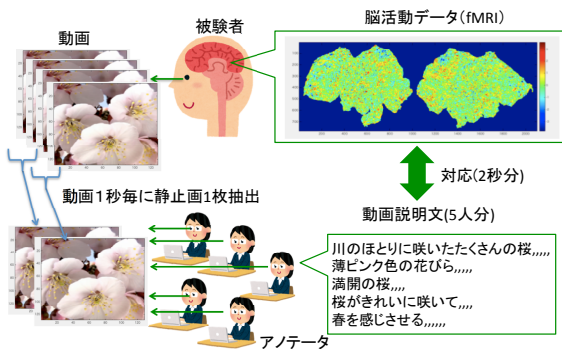 動画
被験者
脳活動データ(fMRI)
対応(2秒分)
動画1秒毎に静止画1枚抽出
動画説明文(5人分)
川のほとりに咲いたたくさんの桜,,,,,
薄ピンク色の花びら,,,,,
満開の桜,,,,
桜がきれいに咲いて,,,,
春を感じさせる,,,,,,
アノテータ